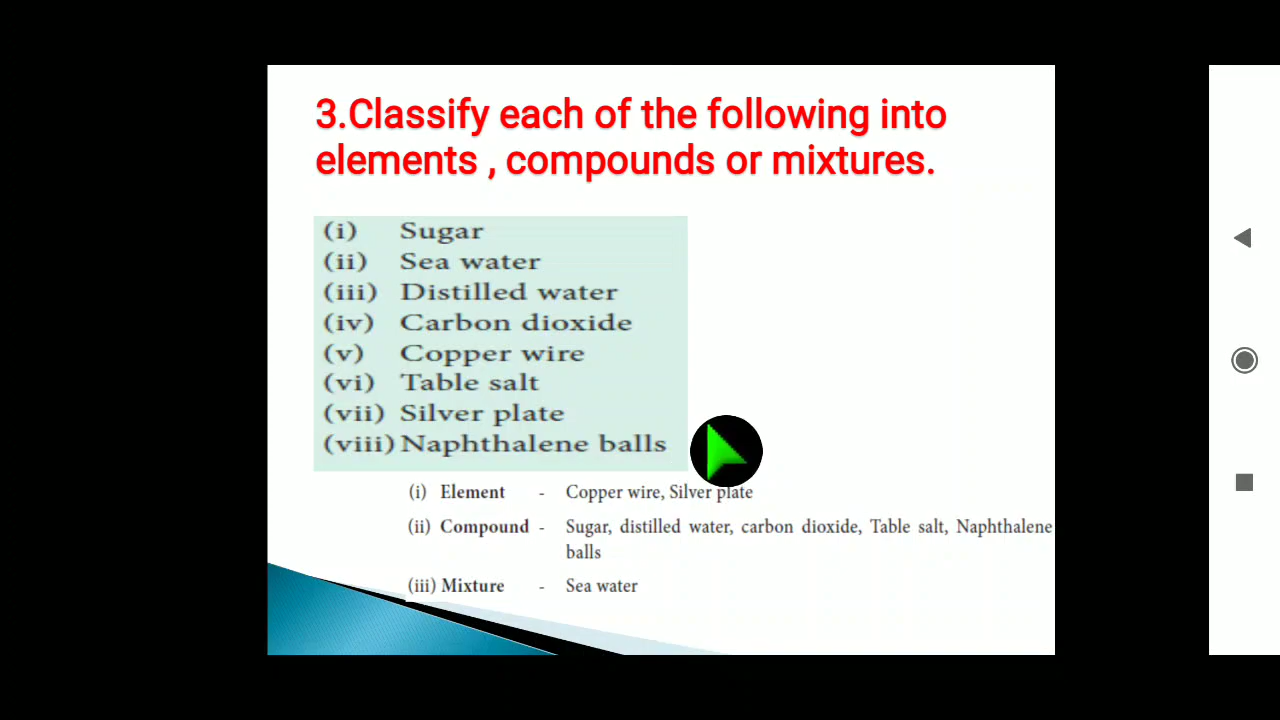 3.Classify each of the following into
elements , compounds or mixtures.
(i) Sugar
(ii) Sea water
(iii) Distilled water
(iv) Carbon dioxide
(v) Copper wire
(vi) Table salt
(vii) Silver plate
(viii) Naphthalene balls
(i) Element - Copper wire, Silver plate
(ii) Compound - Sugar, distilled water, carbon dioxide, Table salt, Naphthalene
balls
(iii) Mixture - Sea water